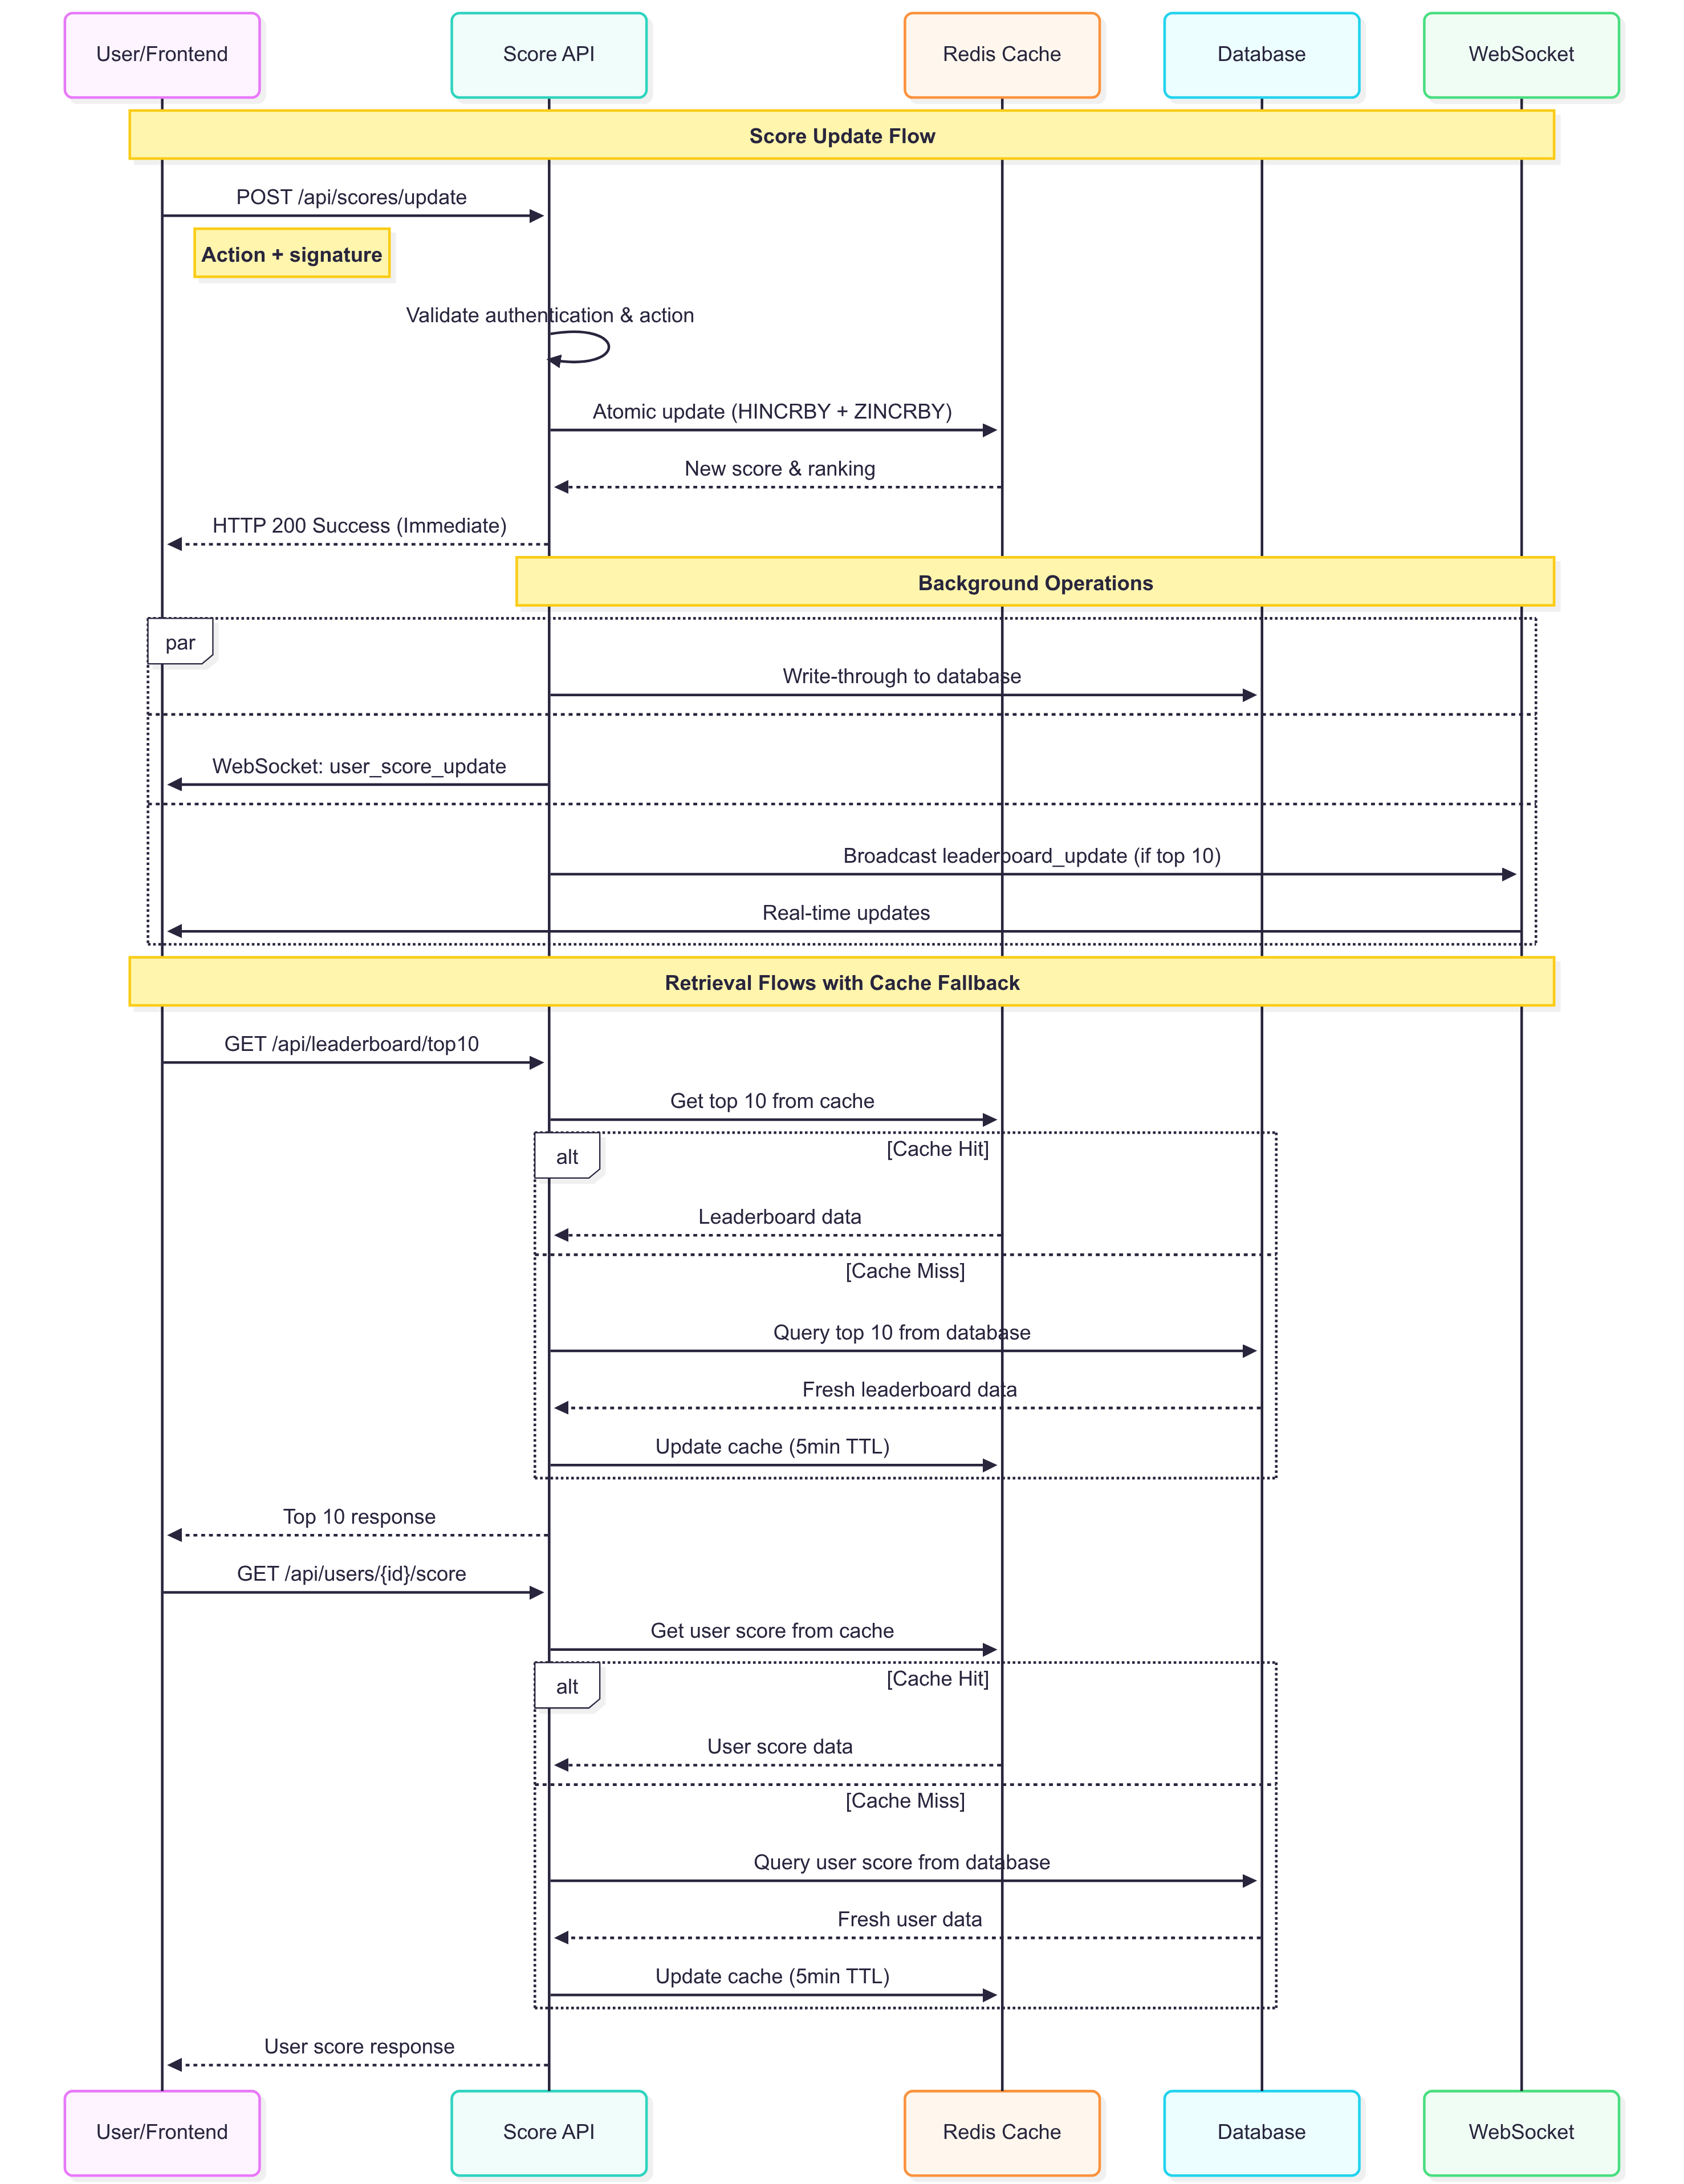 User/Frontend
Score API
Redis Cache
Database
WebSocket
Score Update Flow
POST /api/scores/update
Action + signature
Validate authentication & action
Atomic update (HINCRBY + ZINCRBY)
New score & ranking
HTTP 200 Success (Immediate)
Background Operations
par
Write-through to database
WebSocket: user_score_update
Broadcast leaderboard_update (if top 10)
Real-time updates
Retrieval Flows with Cache Fallback
GET /api/leaderboard/top10
Get top 10 from cache
alt
[Cache Hit]
Leaderboard data
[Cache Miss]
Query top 10 from database
Fresh leaderboard data
Update cache (5min TTL)
Top 10 response
GET /api/users/{id}/score
Get user score from cache
alt
[Cache Hit]
User score data
[Cache Miss]
Query user score from database
Fresh user data
Update cache (5min TTL)
User score response
User/Frontend
Score API
Redis Cache
Database
WebSocket